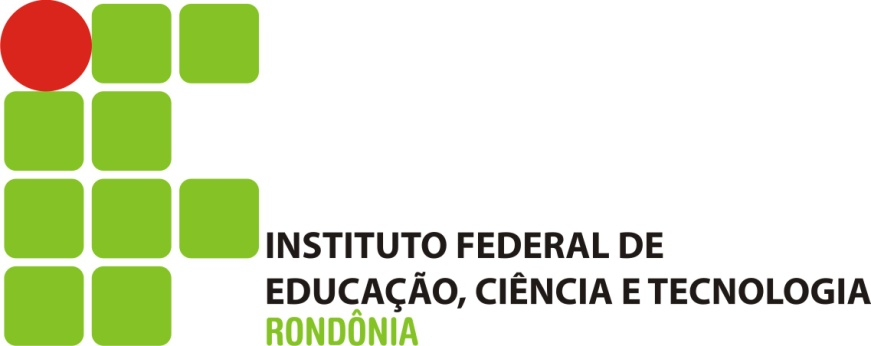 INSTITUTO FEDERAL DE
EDUCAÇÃO, CIÊNCIA E TECNOLOGIA
RONDÔNIA